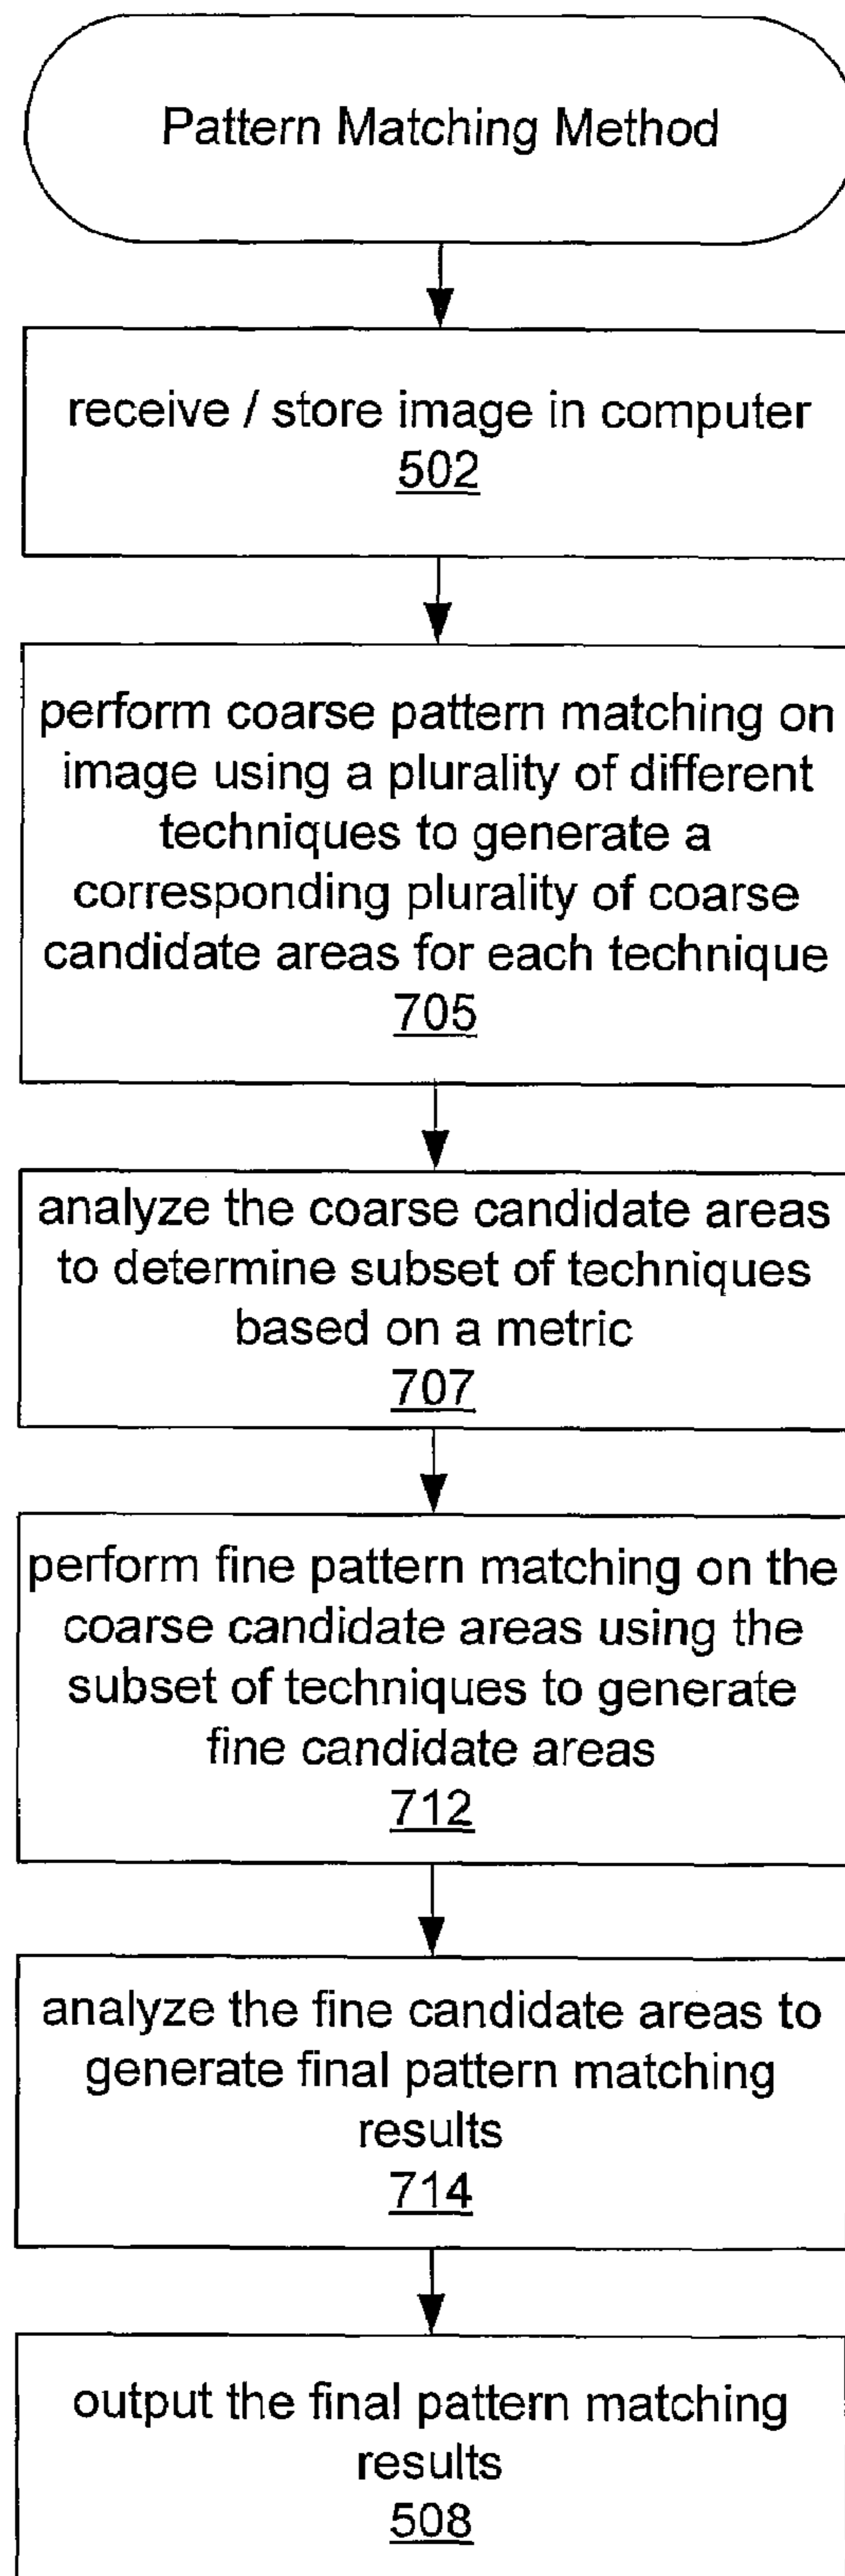 Pattern Matching Method
receive / store image in computer
502
perform coarse pattern matching on
image using a plurality of different
techniques to generate a
corresponding plurality of coarse
candidate areas for each technique
705
analyze the coarse candidate areas
to determine subset of techniques
based on a metric
707
perform fine pattern matching on the
coarse candidate areas using the
subset of techniques to generate
fine candidate areas
712
analyze the fine candidate areas to
generate final pattern matching
results
714
output the final pattern matching
results
508